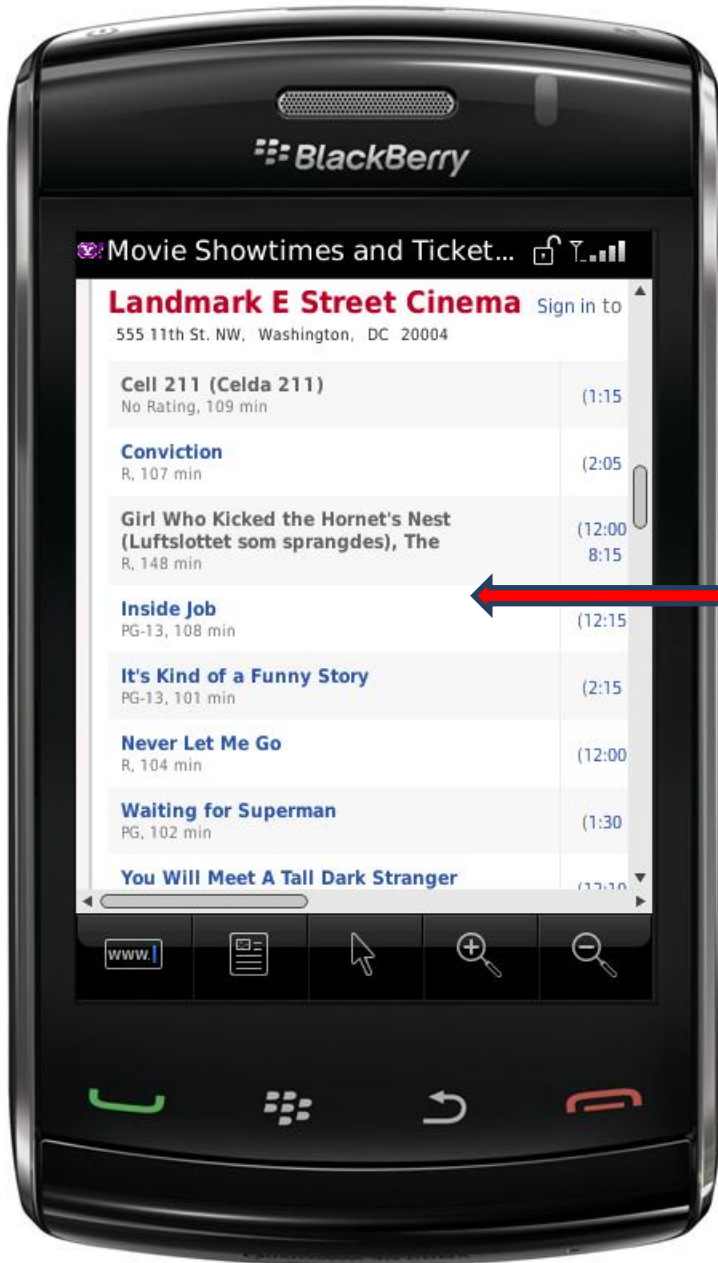 BlackBerry
Movie Showtimes and Ticket...
Landmark E Street Cinema Sign in to
555 11th St. NW, Washington, DC 20004
Cell 211 (Celda 211)
No Rating, 109 min
(1:15
Conviction
R, 107 min
(2:05
Girl Who Kicked the Hornet's Nest
(Luftslottet som sprangdes), The
R, 148 min
(12:00
8:15
Inside Job
PG-13, 108 min
(12:15
It's Kind of a Funny Story
PG-13, 101 min
(2:15
Never Let Me Go
R, 104 min
(12:00
Waiting for Superman
PG, 102 min
(1:30
You Will Meet A Tall Dark Stranger
(12:10
www.